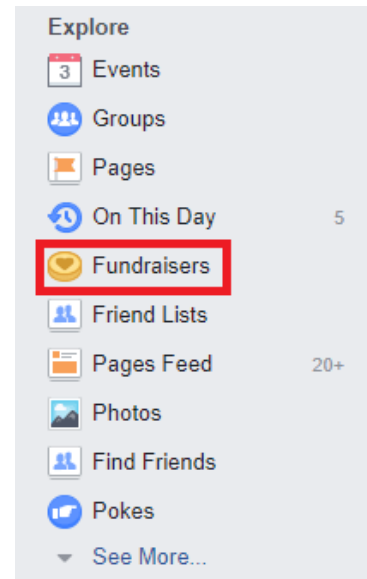 Explore
3 Events
Groups
Pages
On This Day 5
Fundraisers
Friend Lists
Pages Feed 20+
Photos
Find Friends
Pokes
See More...